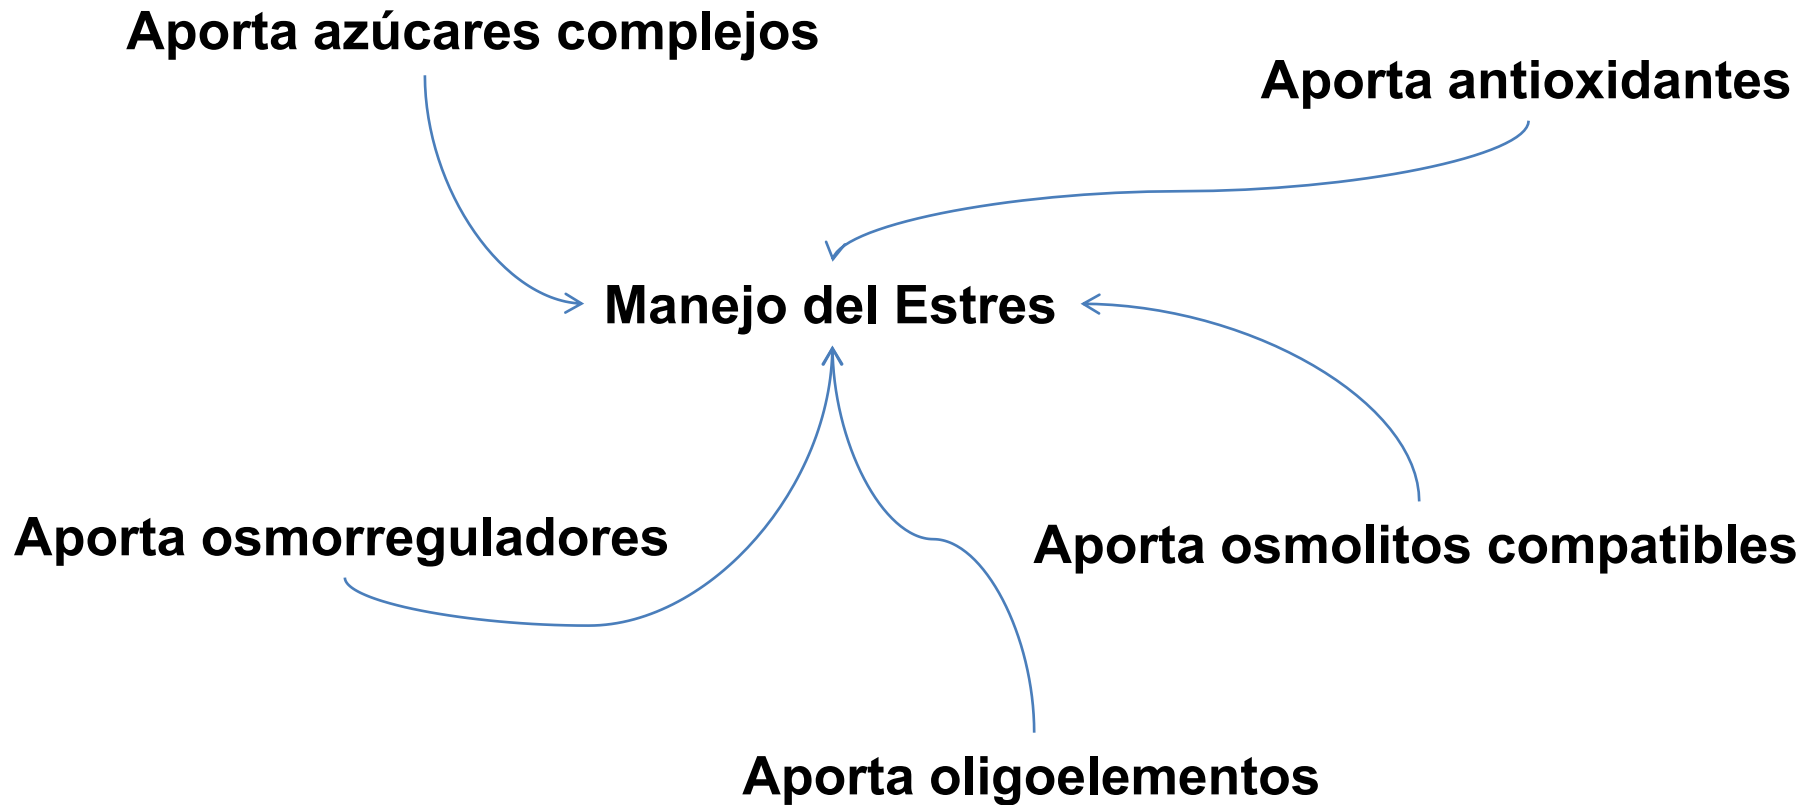 Aporta azúcares complejos
Aporta antioxidantes
Manejo del Estres
Aporta osmorreguladores
Aporta osmolitos compatibles
Aporta oligoelementos